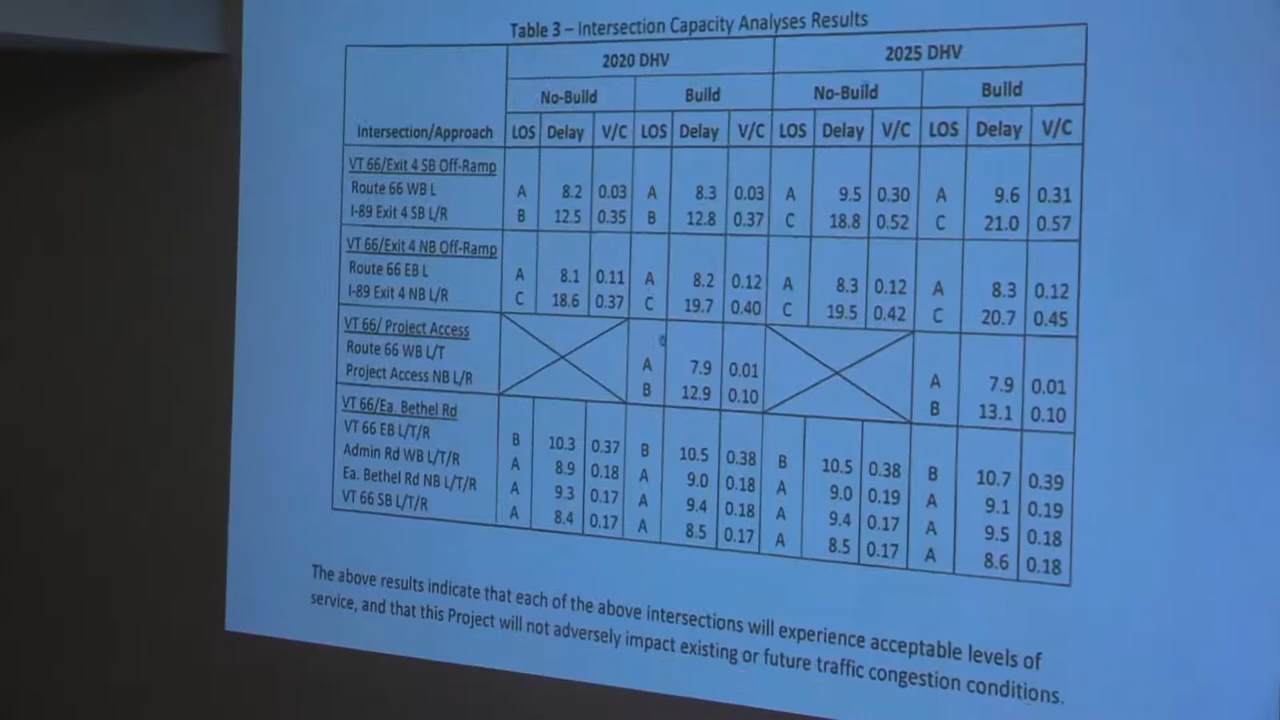 Table 3 – Intersection Capacity Analyses Results
2020 DHV 2025 DHV
No-Build Build No-Build Build
Intersection/Approach LOS Delay V/C LOS Delay V/C LOS Delay V/C LOS Delay V/C
VT 66/Exit 4 SB Off-Ramp
Route 66 WB L A 8.2 0.03 A 8.3 0.03 A 9.5 0.30 A 9.6 0.31
I-89 Exit 4 SB L/R B 12.5 0.35 B 12.8 0.37 C 18.8 0.52 C 21.0 0.57
VT 66/Exit 4 NB Off-Ramp
Route 66 EB L A 8.1 0.11 A 8.2 0.12 A 8.3 0.12 A 8.3 0.12
I-89 Exit 4 NB L/R C 18.6 0.37 C 19.7 0.40 C 19.5 0.42 C 20.7 0.45
VT 66/ Project Access
Route 66 WB L/T A 7.9 0.01 A 7.9 0.01
Project Access NB L/R B 12.9 0.10 B 13.1 0.10
VT 66/Ea. Bethel Rd
VT 66 EB L/T/R B 10.3 0.37 B 10.5 0.38 B 10.5 0.38 B 10.7 0.39
Admin Rd WB L/T/R A 8.9 0.18 A 9.0 0.18 A 9.0 0.19 A 9.1 0.19
Ea. Bethel Rd NB L/T/R A 9.3 0.17 A 9.4 0.18 A 9.4 0.17 A 9.5 0.18
VT 66 SB L/T/R A 8.4 0.17 A 8.5 0.17 A 8.5 0.17 A 8.6 0.18
The above results indicate that each of the above intersections will experience acceptable levels of
service, and that this Project will not adversely impact existing or future traffic congestion conditions.